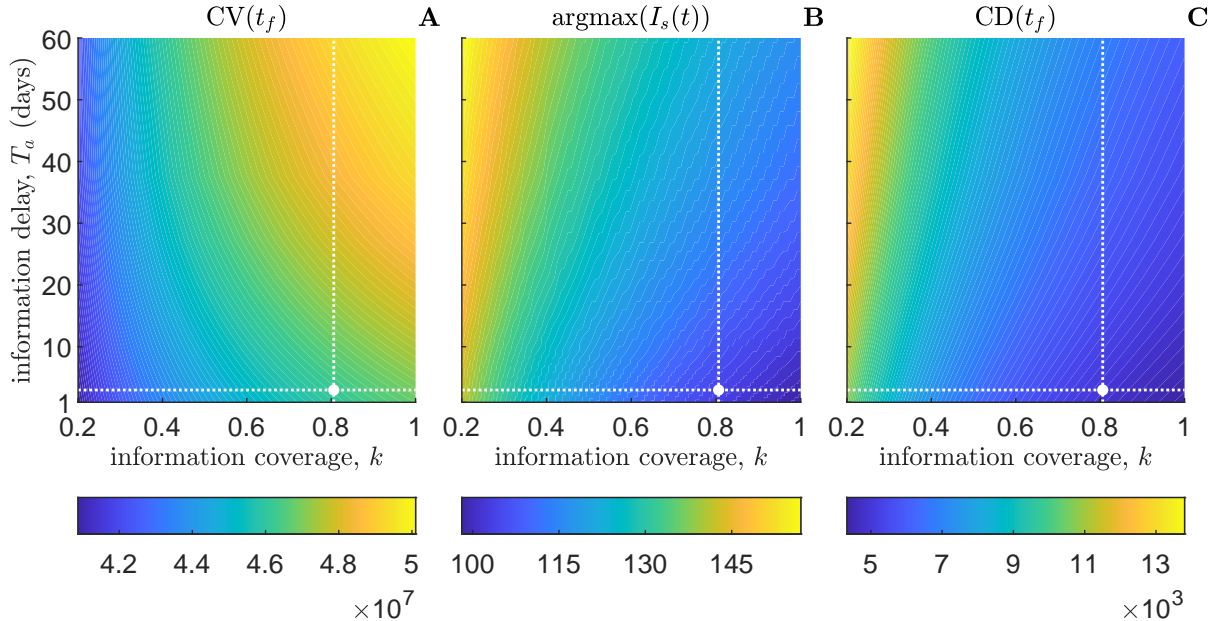 CV(t_f) A argmax(I_s(t)) B CD(t_f) C
information delay, T_a (days)
60
50
40
30
20
10
1
0.2 0.4 0.6 0.8 1 0.2 0.4 0.6 0.8 1 0.2 0.4 0.6 0.8 1
information coverage, k information coverage, k information coverage, k
4.2 4.4 4.6 4.8 5 100 115 130 145 5 7 9 11 13
×10^7 ×10^3